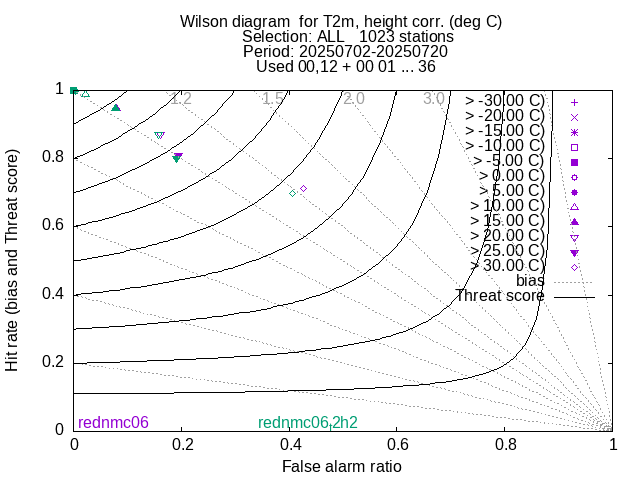 Wilson diagram  for T2m, height corr. (deg C)
Selection: ALL   1023 stations
Period: 20250702-20250720
Used 00,12 + 00 01 ... 36
1
0.8
0.6
0.4
0.2
0
Hit rate (bias and Threat score)
1.2
1.5
2.0
3.0
> -30.00 C)
> -20.00 C)
> -15.00 C)
> -10.00 C)
> -5.00 C)
> 0.00 C)
> 5.00 C)
> 10.00 C)
> 15.00 C)
> 20.00 C)
> 25.00 C)
> 30.00 C)
bias
Threat score
rednmc06
rednmc06.2h2
0
0.2
0.4
0.6
0.8
1
False alarm ratio